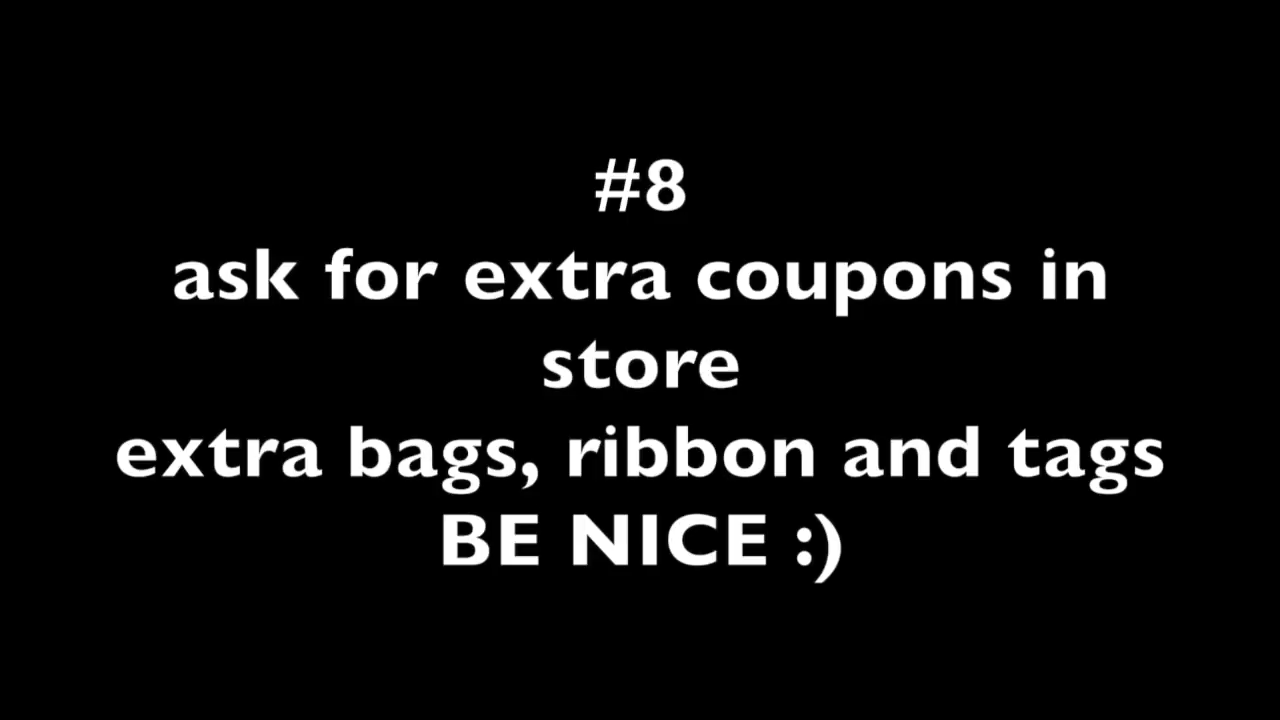 #8
ask for extra coupons in
store
extra bags, ribbon and tags
BE NICE :)